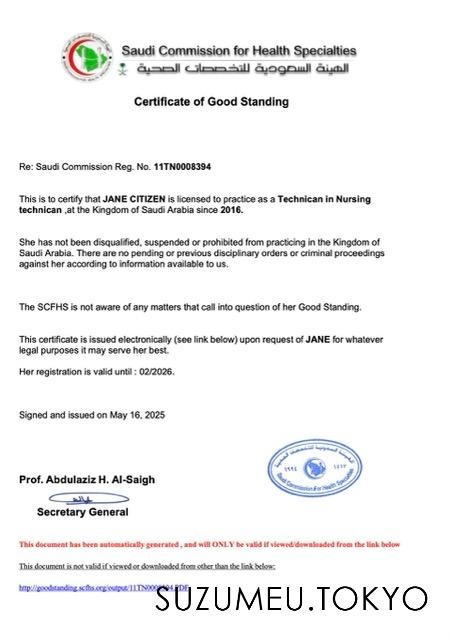 Saudi Commission for Health Specialties
الهيئة السعودية للتخصصات الصحية
Certificate of Good Standing
Re: Saudi Commission Reg. No. 11TN0008394
This is to certify that JANE CITIZEN is licensed to practice as a Technican in Nursing
technican ,at the Kingdom of Saudi Arabia since 2016.
She has not been disqualified, suspended or prohibited from practicing in the Kingdom of
Saudi Arabia. There are no pending or previous disciplinary orders or criminal proceedings
against her according to information available to us.
The SCFHS is not aware of any matters that call into question of her Good Standing.
This certificate is issued electronically (see link below) upon request of JANE for whatever
legal purposes it may serve her best.
Her registration is valid until : 02/2026.
Signed and issued on May 16, 2025
الهيئة السعودية للتخصصات الصحية
١٩٩٤ ١٤١٣
Saudi Commission For Health Specialties
Prof. Abdulaziz H. Al-Saigh
Secretary General
This document has been automatically generated , and will ONLY be valid if viewed/downloaded from the link below
This document is not valid if viewed or downloaded from other than the link below:
http://goodstanding.scfhs.org/output/11TN0008394.PDF
SUZUMEU.TOKYO